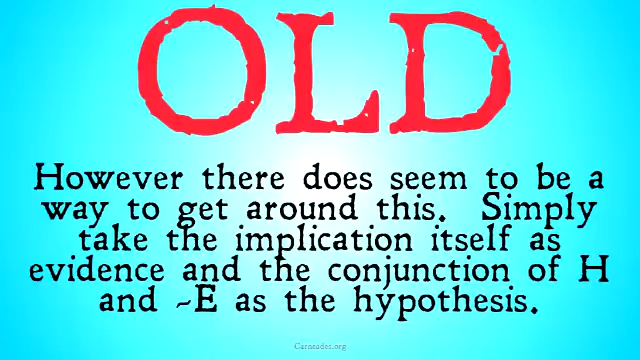 OLD
However there does seem to be a
way to get around this.  Simply
take the implication itself as
evidence and the conjunction of H
and ~E as the hypothesis.
Carneades.org